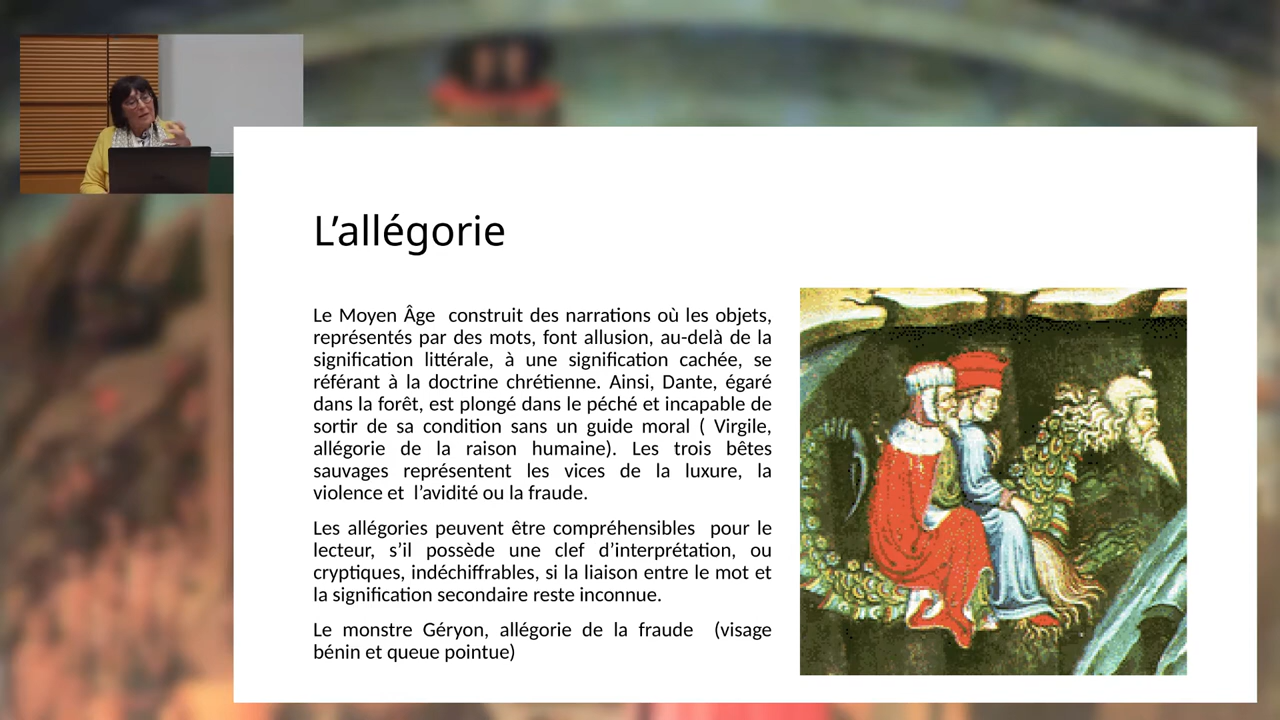 L’allégorie
Le Moyen Âge  construit des narrations où les objets,
représentés par des mots, font allusion, au-delà de la
signification littérale, à une signification cachée, se
référant à la doctrine chrétienne. Ainsi, Dante, égaré
dans la forêt, est plongé dans le péché et incapable de
sortir de sa condition sans un guide moral ( Virgile,
allégorie de la raison humaine). Les trois bêtes
sauvages représentent les vices de la luxure, la
violence et  l’avidité ou la fraude.
Les allégories peuvent être compréhensibles  pour le
lecteur, s’il possède une clef d’interprétation, ou
cryptiques, indéchiffrables, si la liaison entre le mot et
la signification secondaire reste inconnue.
Le monstre Géryon, allégorie de la fraude  (visage
bénin et queue pointue)